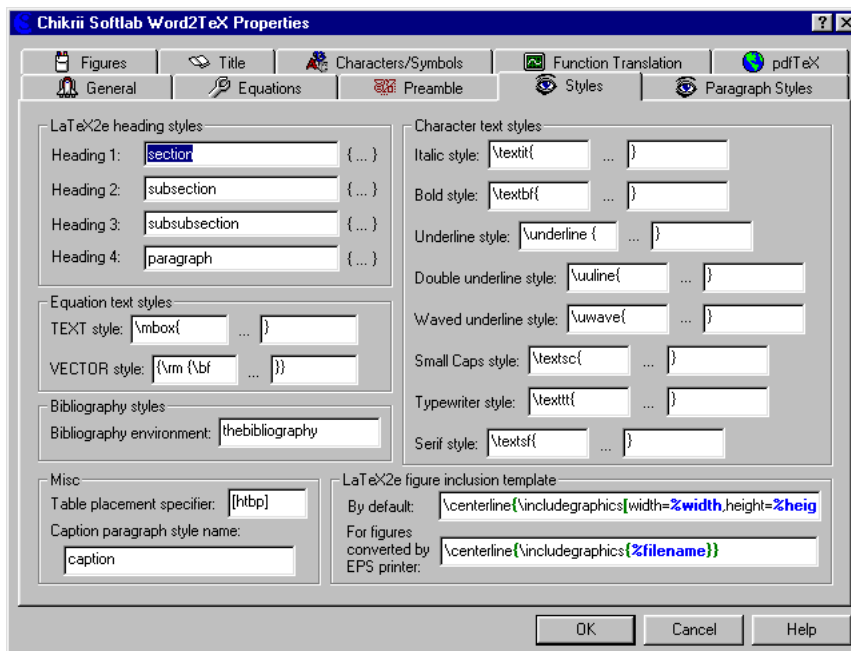 Chikrii Softlab Word2TeX Properties
Figures Title Characters/Symbols Function Translation pdfTeX
General Equations Preamble Styles Paragraph Styles
LaTeX2e heading styles
Heading 1: section { ... }
Heading 2: subsection { ... }
Heading 3: subsubsection { ... }
Heading 4: paragraph { ... }
Equation text styles
TEXT style: \mbox{ ... }
VECTOR style: {\rm {\bf ... }}
Bibliography styles
Bibliography environment: thebibliography
Misc
Table placement specifier: [htbp]
Caption paragraph style name:
caption
Character text styles
Italic style: \textit{ ... }
Bold style: \textbf{ ... }
Underline style: \underline { ... }
Double underline style: \uuline{ ... }
Waved underline style: \uwave{ ... }
Small Caps style: \textsc{ ... }
Typewriter style: \texttt{ ... }
Serif style: \textsf{ ... }
LaTeX2e figure inclusion template
By default: \centerline{\includegraphics[width=%width,height=%heig
For figures
converted by
EPS printer: \centerline{\includegraphics{%filename}}
OK Cancel Help